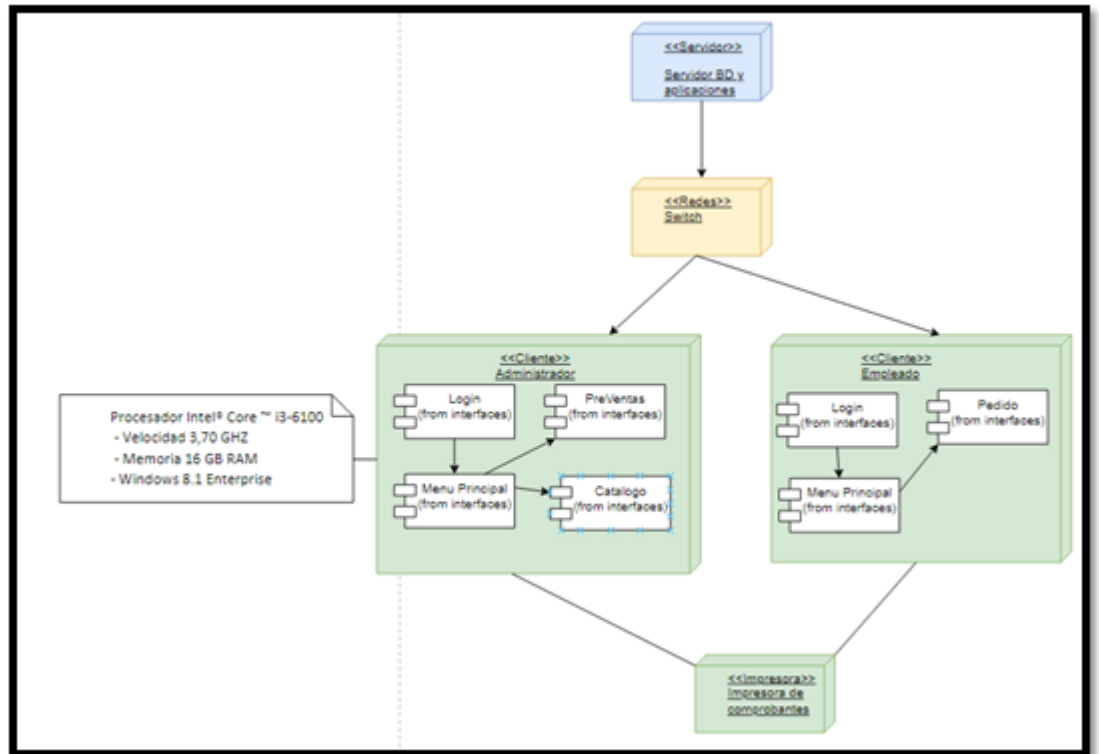 <<Servidor>>
Servidor BD y
aplicaciones
<<Redes>>
Switch
<<Cliente>>
Administrador
Login
(from interfaces)
PreVentas
(from interfaces)
Menu Principal
(from interfaces)
Catalogo
(from interfaces)
<<Cliente>>
Empleado
Login
(from interfaces)
Pedido
(from interfaces)
Menu Principal
(from interfaces)
Procesador Intel® Core ™ i3-6100
- Velocidad 3,70 GHZ
- Memoria 16 GB RAM
- Windows 8.1 Enterprise
<<Impresora>>
Impresora de
comprobantes